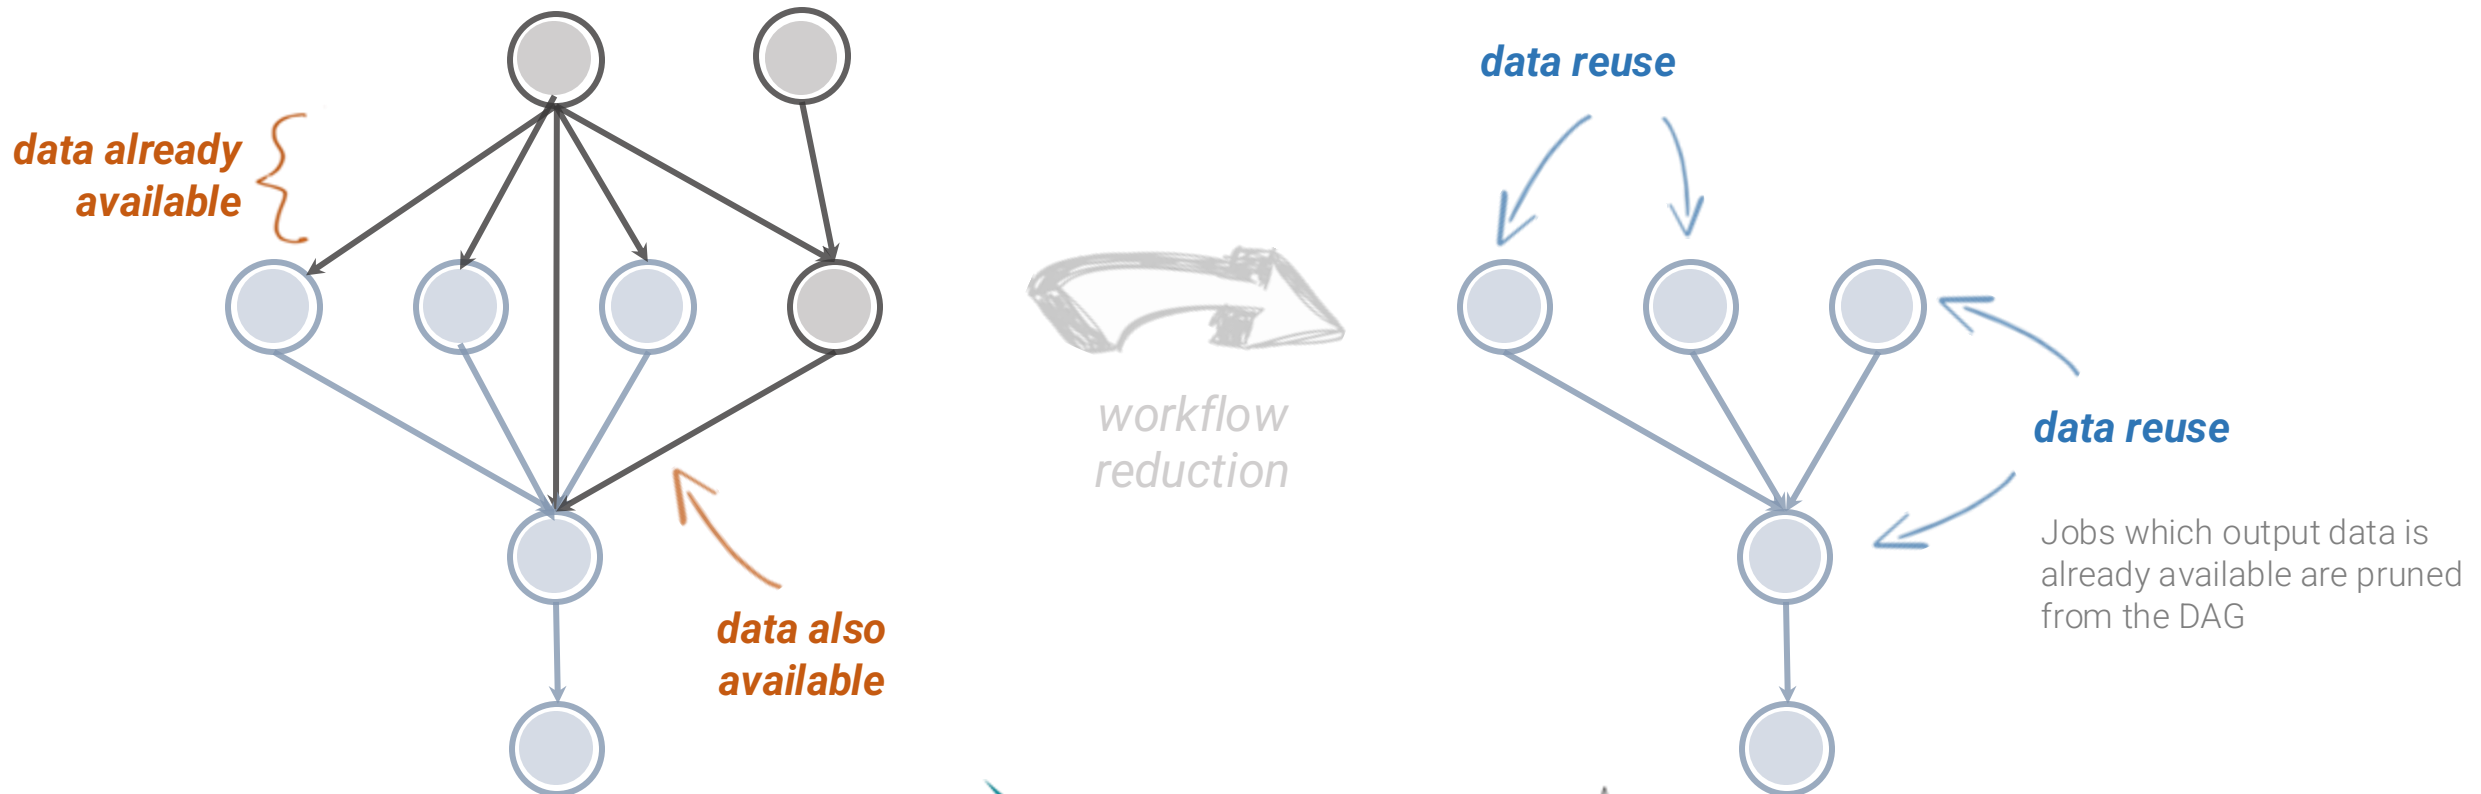 data already
available
data also
available
workflow
reduction
data reuse
data reuse
Jobs which output data is
already available are pruned
from the DAG